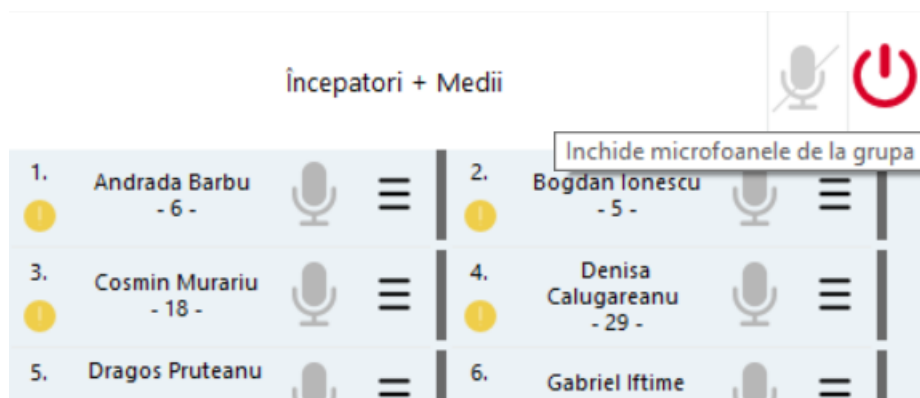 Începatori + Medii
Inchide microfoanele de la grupa
1.
Andrada Barbu
- 6 -
2.
Bogdan Ionescu
- 5 -
3.
Cosmin Murariu
- 18 -
4.
Denisa
Calugareanu
- 29 -
5.
Dragos Pruteanu
6.
Gabriel Iftime